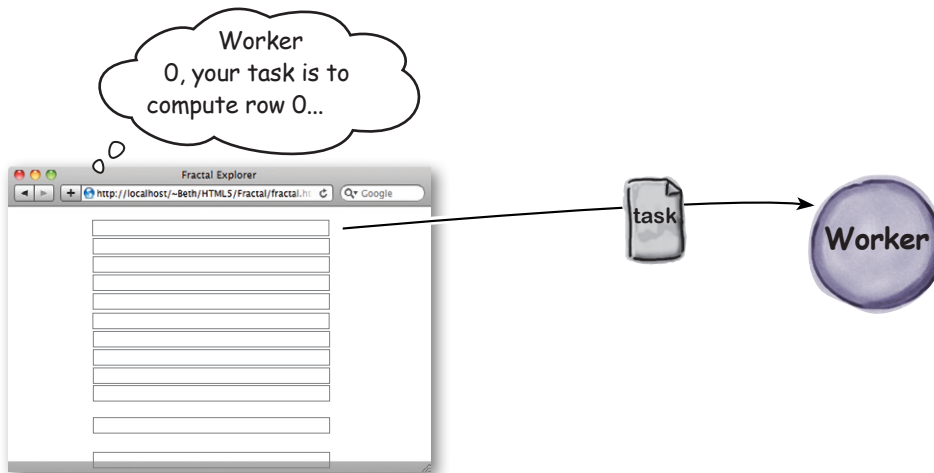 Worker
0, your task is to
compute row 0...
Fractal Explorer
http://localhost/~Beth/HTML5/Fractal/fractal.ht
Google
task
Worker